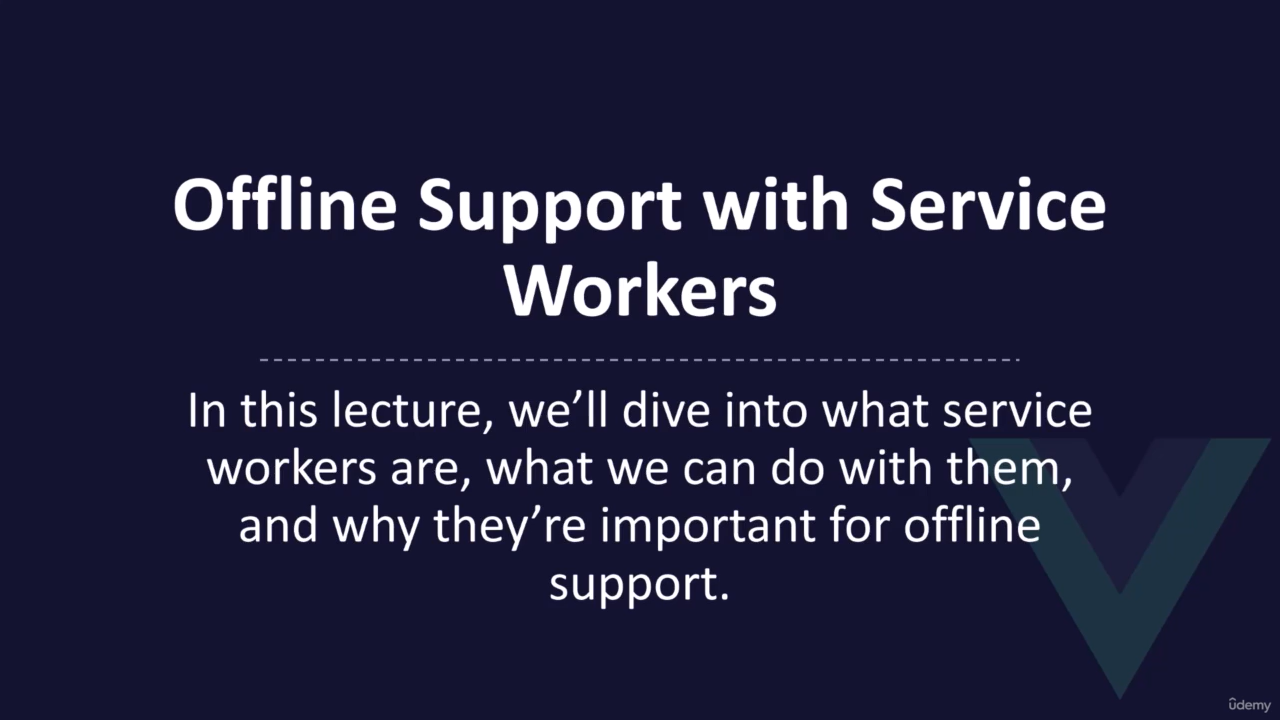 Offline Support with Service
Workers
In this lecture, we’ll dive into what service
workers are, what we can do with them,
and why they’re important for offline
support.
ûdemy